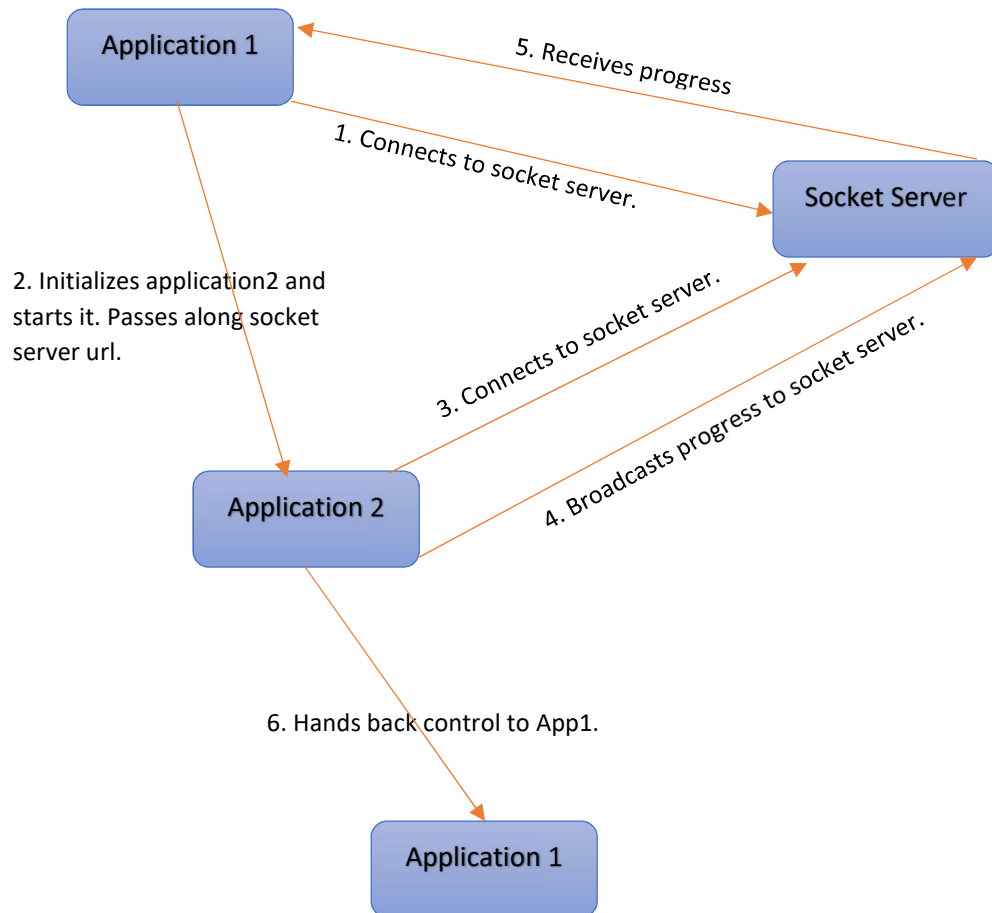 Application 1
5. Receives progress
1. Connects to socket server.
Socket Server
2. Initializes application2 and
starts it. Passes along socket
server url.
3. Connects to socket server.
4. Broadcasts progress to socket server.
Application 2
6. Hands back control to App1.
Application 1